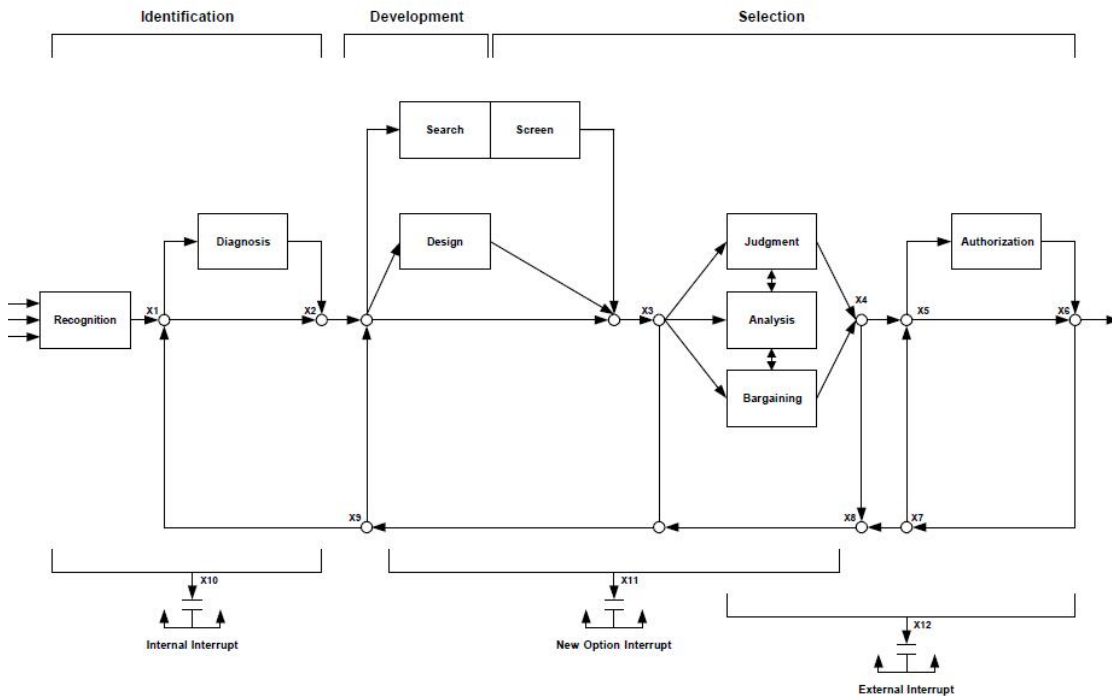 Identification
Development
Selection
Search
Screen
Diagnosis
Design
Judgment
Authorization
X1
X2
X3
X4
X5
X6
Recognition
Analysis
Bargaining
X9
X8
X7
X10
X11
X12
Internal Interrupt
New Option Interrupt
External Interrupt